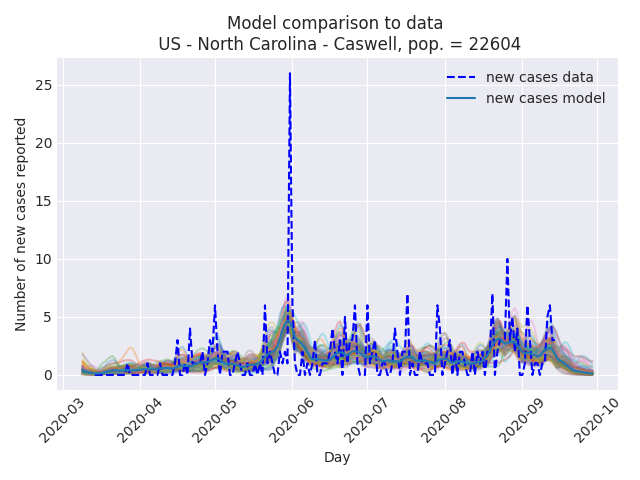 Model comparison to data
US - North Carolina - Caswell, pop. = 22604
new cases data
new cases model
Number of new cases reported
25
20
15
10
5
0
2020-03
2020-04
2020-05
2020-06
2020-07
2020-08
2020-09
2020-10
Day